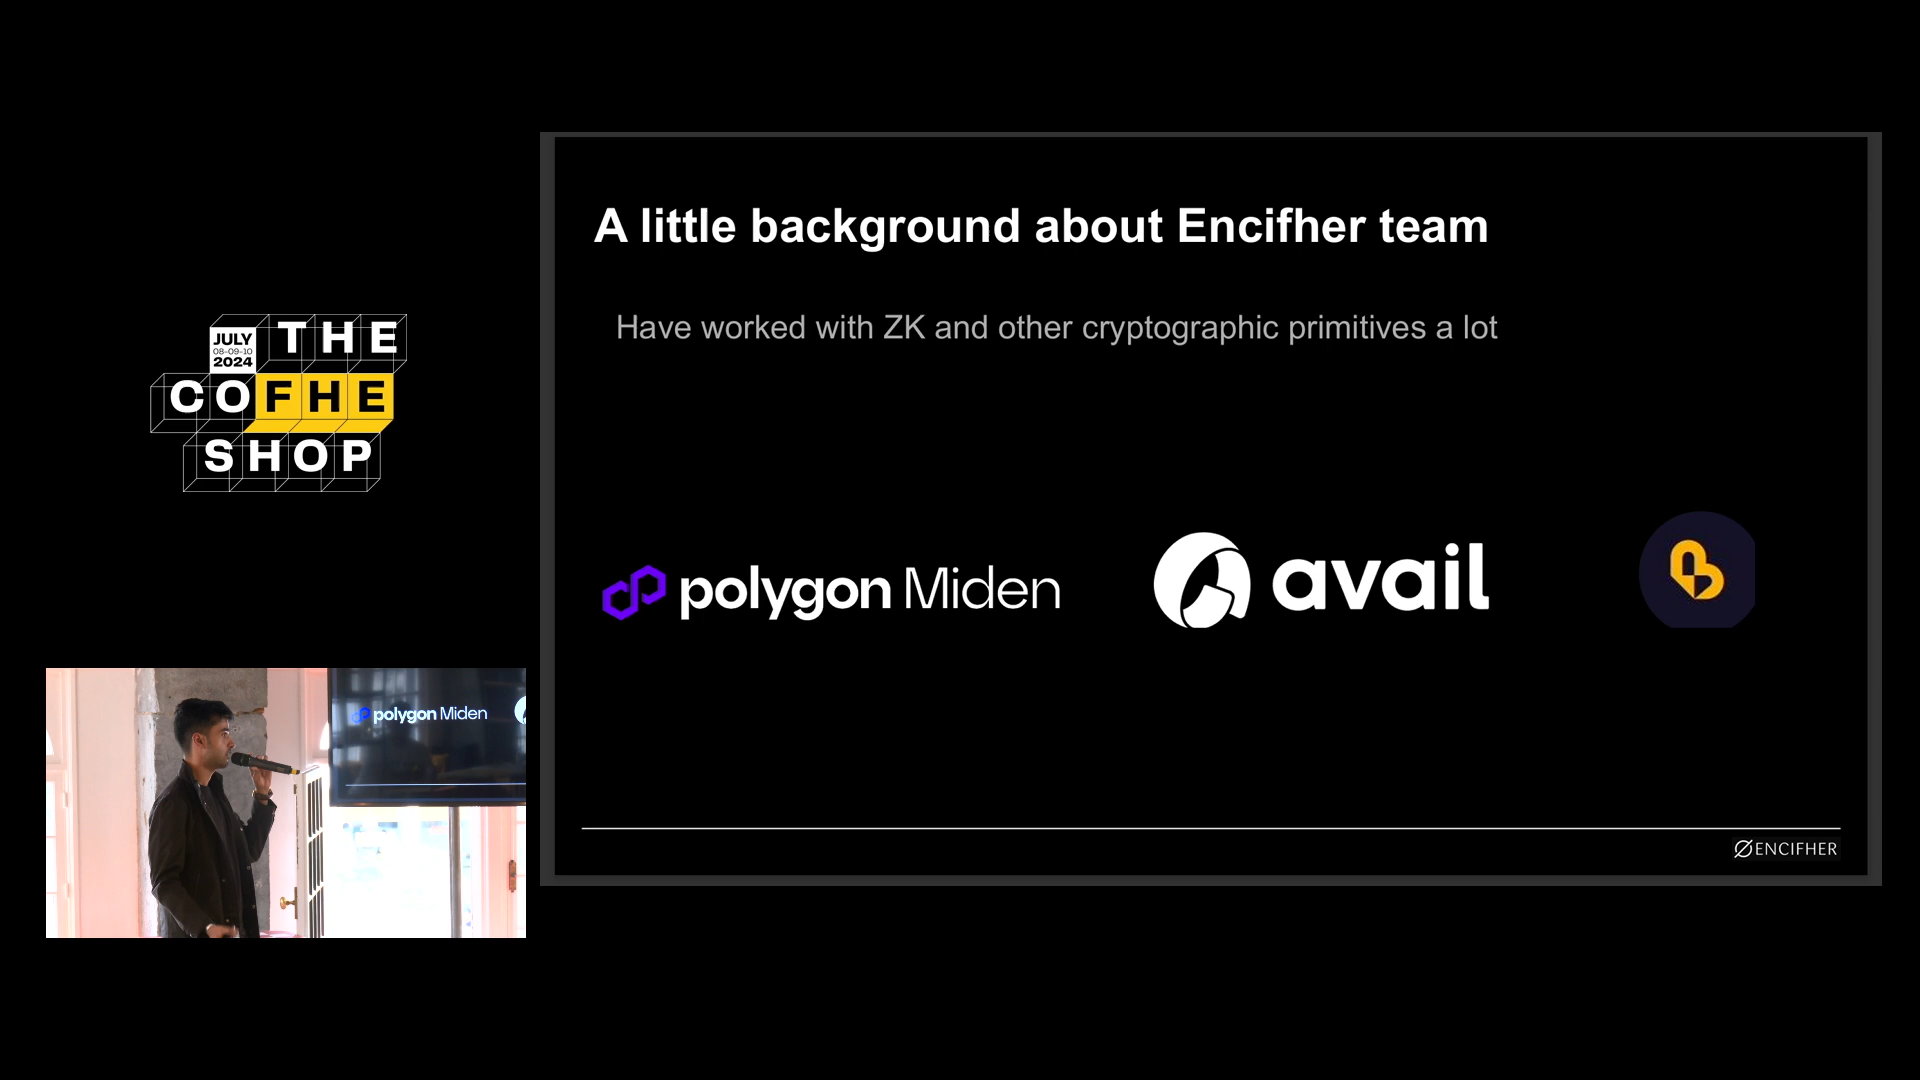 JULY
08-09-10
2024
THE
COFHE
SHOP
A little background about Encifher team
Have worked with ZK and other cryptographic primitives a lot
polygon Miden
avail
ENCIFHER
polygon Miden